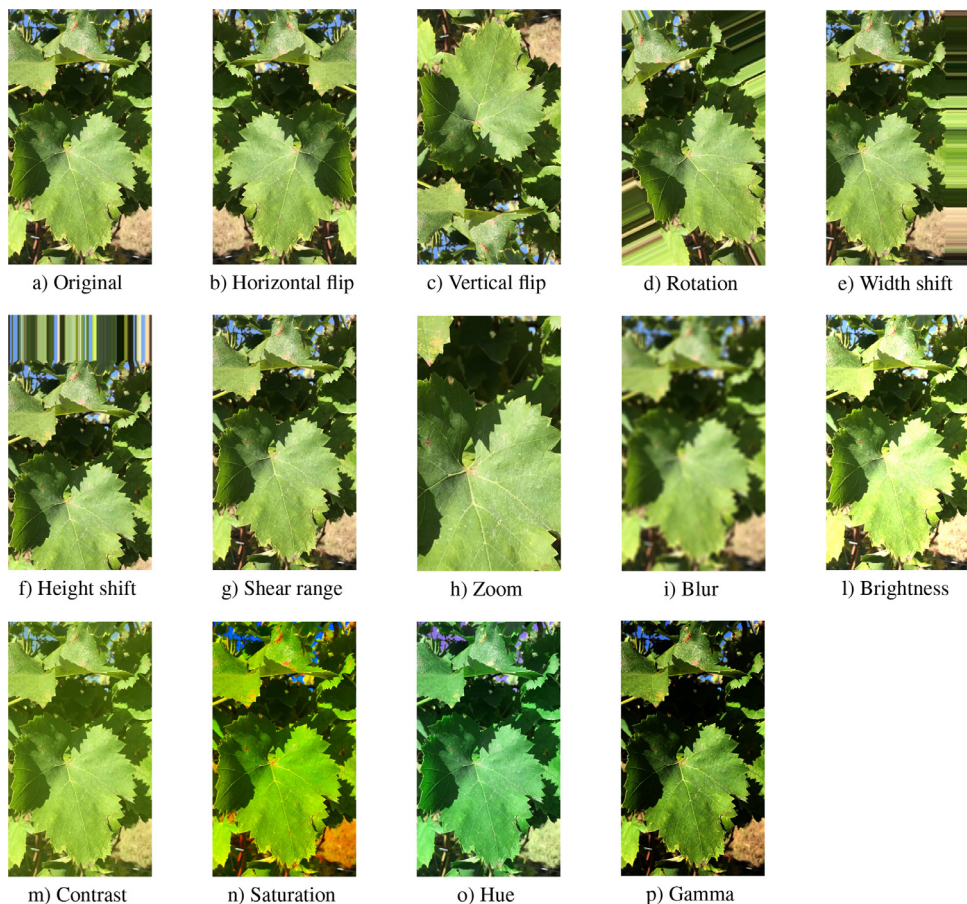 a) Original
b) Horizontal flip
c) Vertical flip
d) Rotation
e) Width shift
f) Height shift
g) Shear range
h) Zoom
i) Blur
l) Brightness
m) Contrast
n) Saturation
o) Hue
p) Gamma